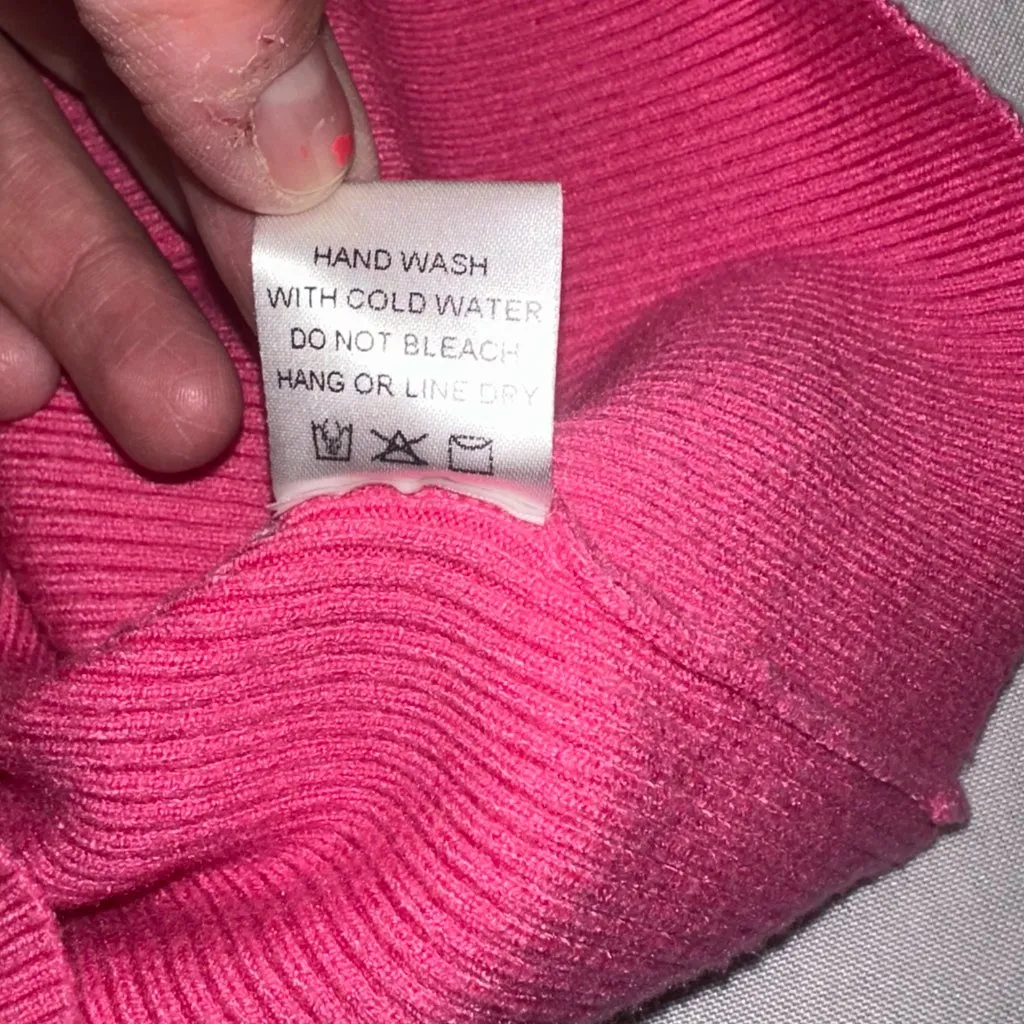 HAND WASH
WITH COLD WATER
DO NOT BLEACH
HANG OR LINE DRY